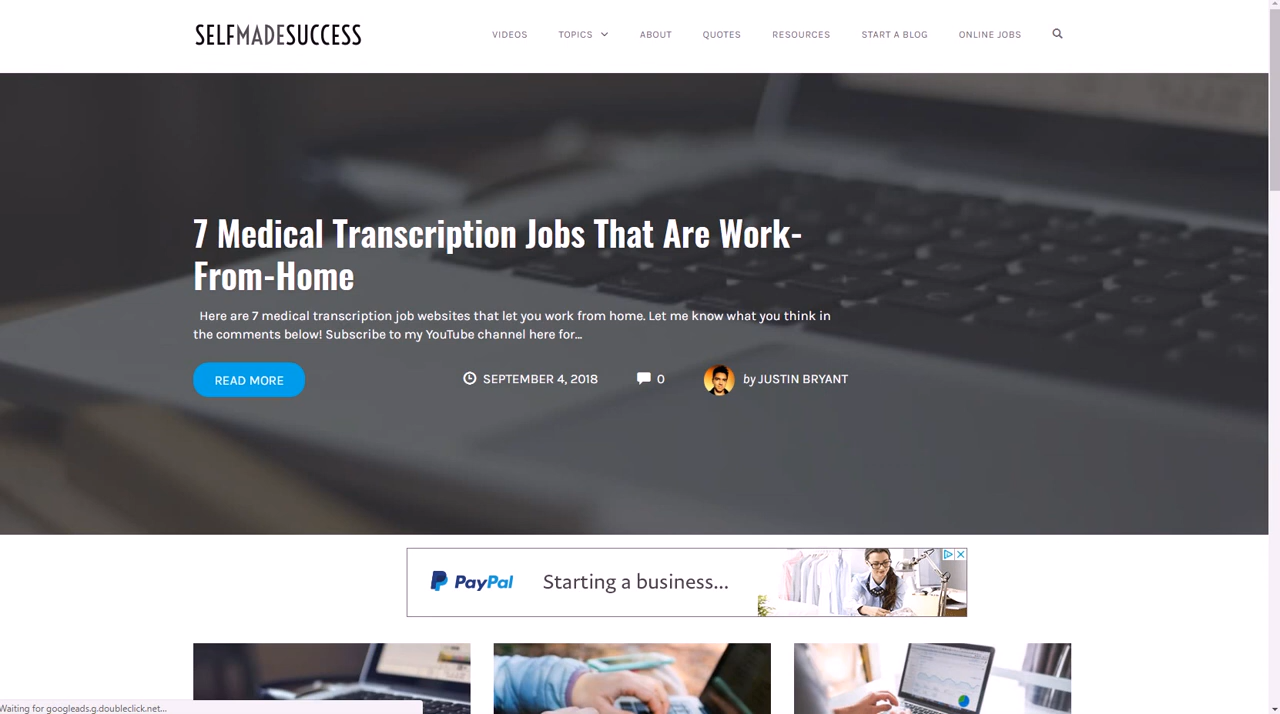 SELFMADESUCCESS
VIDEOS TOPICS ABOUT QUOTES RESOURCES START A BLOG ONLINE JOBS
7 Medical Transcription Jobs That Are Work-
From-Home
Here are 7 medical transcription job websites that let you work from home. Let me know what you think in
the comments below! Subscribe to my YouTube channel here for...
READ MORE SEPTEMBER 4, 2018 0 by JUSTIN BRYANT
PayPal Starting a business...
Waiting for googleads.g.doubleclick.net...